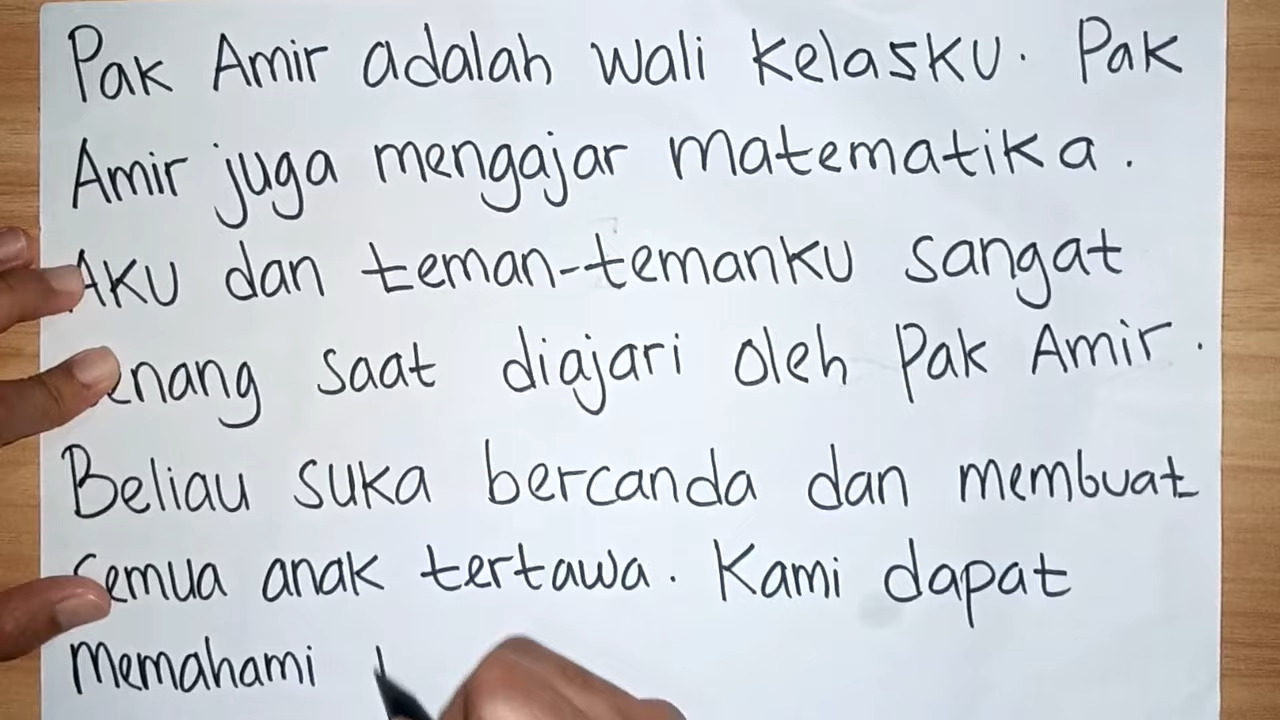 Pak Amir adalah wali kelasku. Pak
Amir juga mengajar matematika.
Aku dan teman-temanku sangat
senang saat diajari oleh Pak Amir.
Beliau suka bercanda dan membuat
semua anak tertawa. Kami dapat
memahami